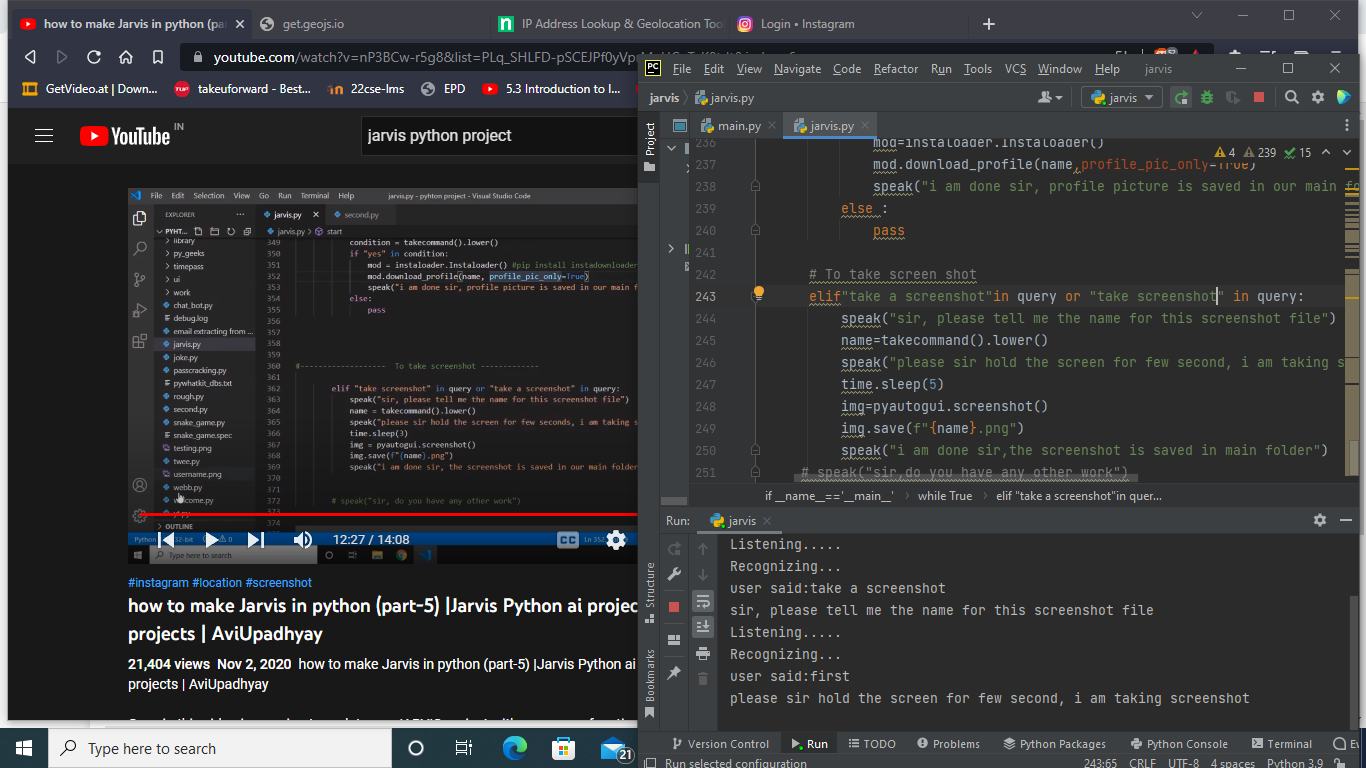 how to make Jarvis in python (par
get.geojs.io
IP Address Lookup & Geolocation Too
Login • Instagram
youtube.com/watch?v=nP3BCw-r5g8&list=PLq_SHLFD-pSCEJPf0yVp
GetVideo.at | Down...
takeuforward - Best...
22cse-lms
EPD
5.3 Introduction to I...
YouTube IN
jarvis python project
File Edit Selection View Go Run Terminal Help
jarvis.py - pyhton project - Visual Studio Code
EXPLORER
PYHT...
library
py_geeks
timepass
ui
work
chat_bot.py
debug.log
email extracting from ...
jarvis.py
joke.py
passcracking.py
pywhatkit_dbs.txt
rough.py
second.py
snake_game.py
snake_game.spec
testing.png
twee.py
username.png
webb.py
OUTLINE
jarvis.py
second.py
jarvis.py > start
349 condition = takecommand().lower()
350 if "yes" in condition:
351 mod = instaloader.Instaloader() #pip install instadownloader
352 mod.download_profile(name, profile_pic_only=True)
353 speak("i am done sir, profile picture is saved in our main f
354 else:
355 pass
356
357
358
359
360 #------------------ To take screenshot -------------
361
362 elif "take screenshot" in query or "take a screenshot" in query:
363 speak("sir, please tell me the name for this screenshot file")
364 name = takecommand().lower()
365 speak("please sir hold the screen for few seconds, i am taking s
366 time.sleep(3)
367 img = pyautogui.screenshot()
368 img.save(f"{name}.png")
369 speak("i am done sir, the screenshot is saved in our main folder
370
371
372 # speak("sir, do you have any other work")
373
374
12:27 / 14:08
CC
Type here to search
#instagram #location #screenshot
how to make Jarvis in python (part-5) |Jarvis Python ai projec
projects | AviUpadhyay
21,404 views Nov 2, 2020 how to make Jarvis in python (part-5) |Jarvis Python ai
projects | AviUpadhyay
PC File Edit View Navigate Code Refactor Run Tools VCS Window Help jarvis
jarvis jarvis.py
jarvis
Project
main.py
jarvis.py
4 239 15
236 mod=instaloader.Instaloader()
237 mod.download_profile(name,profile_pic_only=True)
238 speak("i am done sir, profile picture is saved in our main fo
239 else :
240 pass
241
242 # To take screen shot
243 elif"take a screenshot"in query or "take screenshot" in query:
244 speak("sir, please tell me the name for this screenshot file")
245 name=takecommand().lower()
246 speak("please sir hold the screen for few second, i am taking s
247 time.sleep(5)
248 img=pyautogui.screenshot()
249 img.save(f"{name}.png")
250 speak("i am done sir,the screenshot is saved in main folder")
251 # speak("sir,do you have any other work")
if __name__=='__main__' › while True › elif "take a screenshot"in quer...
Run: jarvis
Listening.....
Recognizing...
user said:take a screenshot
sir, please tell me the name for this screenshot file
Listening.....
Recognizing...
user said:first
please sir hold the screen for few second, i am taking screenshot
Structure
Bookmarks
Version Control Run TODO Problems Python Packages Python Console Terminal Ev
Run selected configuration
243:65 CRLF UTF-8 4 spaces Python 3.9
Type here to search
21